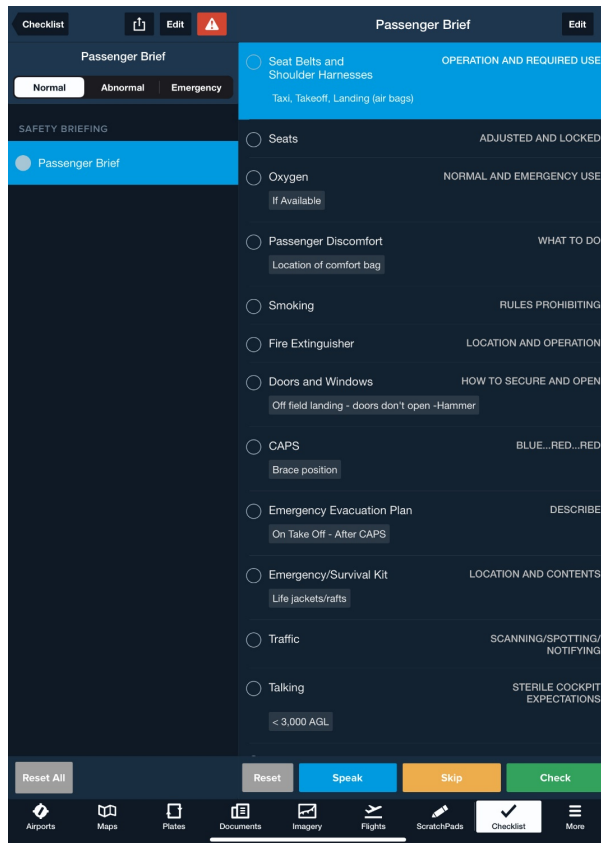 Checklist
Edit
Passenger Brief
Edit
Passenger Brief
Normal
Abnormal
Emergency
SAFETY BRIEFING
Passenger Brief
Seat Belts and
Shoulder Harnesses
OPERATION AND REQUIRED USE
Taxi, Takeoff, Landing (air bags)
Seats
ADJUSTED AND LOCKED
Oxygen
NORMAL AND EMERGENCY USE
If Available
Passenger Discomfort
WHAT TO DO
Location of comfort bag
Smoking
RULES PROHIBITING
Fire Extinguisher
LOCATION AND OPERATION
Doors and Windows
HOW TO SECURE AND OPEN
Off field landing - doors don't open -Hammer
CAPS
BLUE...RED...RED
Brace position
Emergency Evacuation Plan
DESCRIBE
On Take Off - After CAPS
Emergency/Survival Kit
LOCATION AND CONTENTS
Life jackets/rafts
Traffic
SCANNING/SPOTTING/
NOTIFYING
Talking
STERILE COCKPIT
EXPECTATIONS
< 3,000 AGL
Reset All
Reset
Speak
Skip
Check
Airports
Maps
Plates
Documents
Imagery
Flights
ScratchPads
Checklist
More